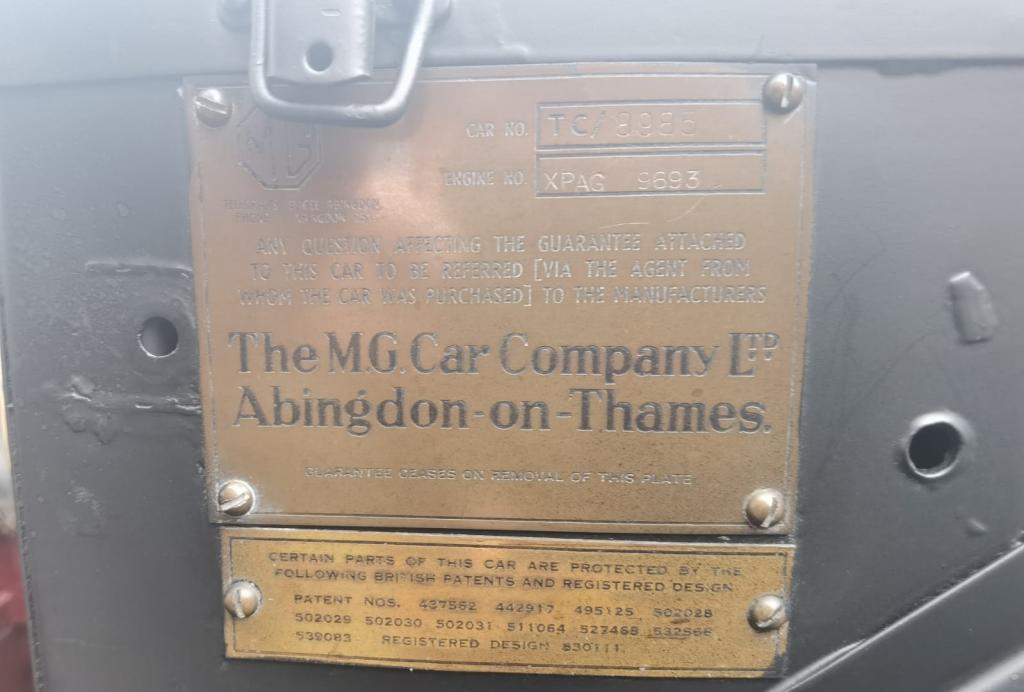 MG
CAR NO. TC/8985
ENGINE NO. XPAG 9693
ANY QUESTION AFFECTING THE GUARANTEE ATTACHED
TO THIS CAR TO BE REFERRED [VIA THE AGENT FROM
WHOM THE CAR WAS PURCHASED] TO THE MANUFACTURERS
The M.G. Car Company LTD
Abingdon-on-Thames.
GUARANTEE CEASES ON REMOVAL OF THIS PLATE
CERTAIN PARTS OF THIS CAR ARE PROTECTED BY THE
FOLLOWING BRITISH PATENTS AND REGISTERED DESIGN
PATENT NOS. 437562 442917 495125 502028
502029 502030 502031 511064 527468 532566
539083 REGISTERED DESIGN 830111.